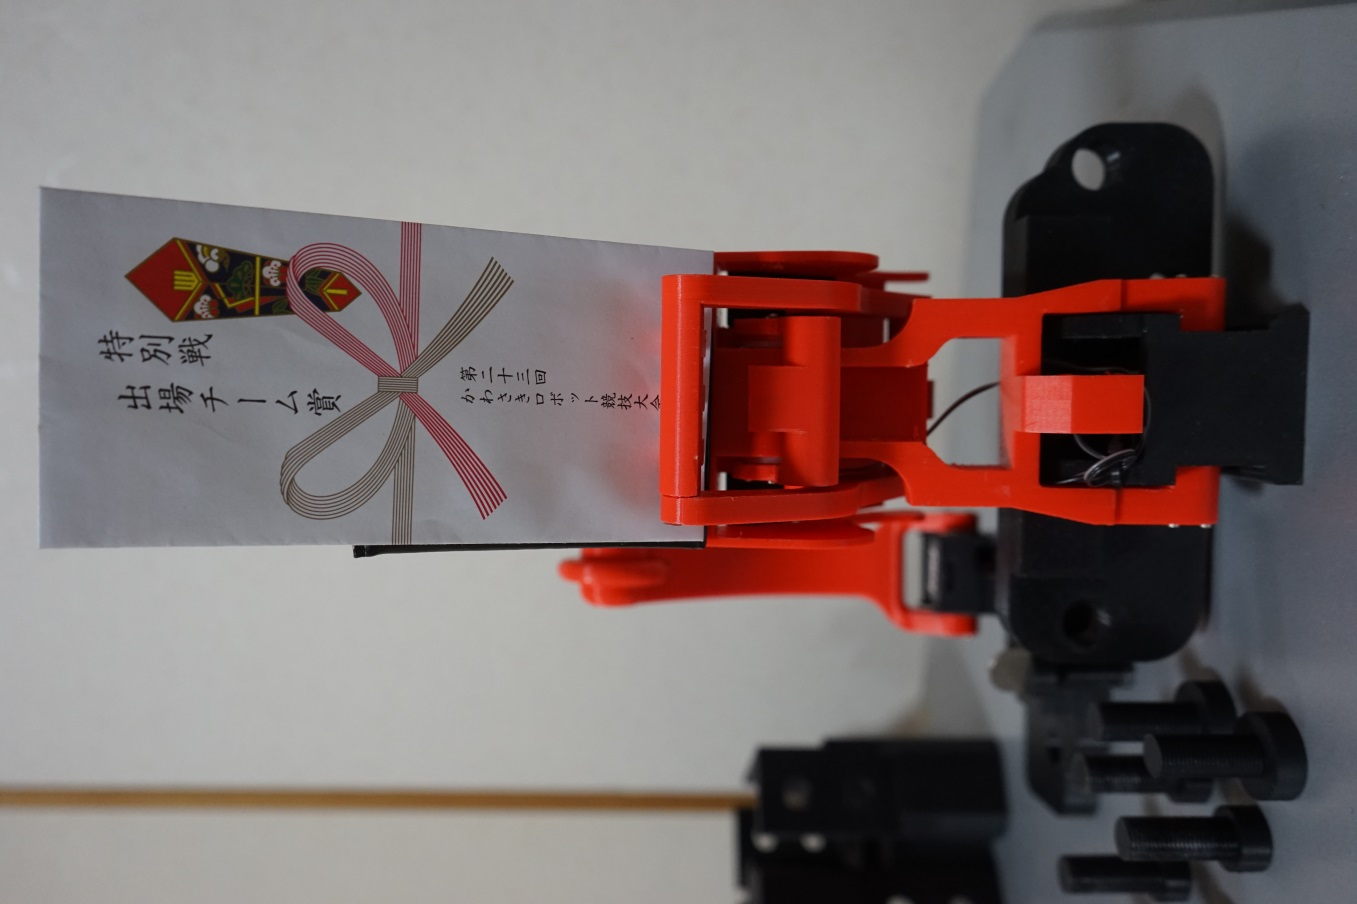 特別戦
出場チーム賞
第二十三回
かわさきロボット競技大会